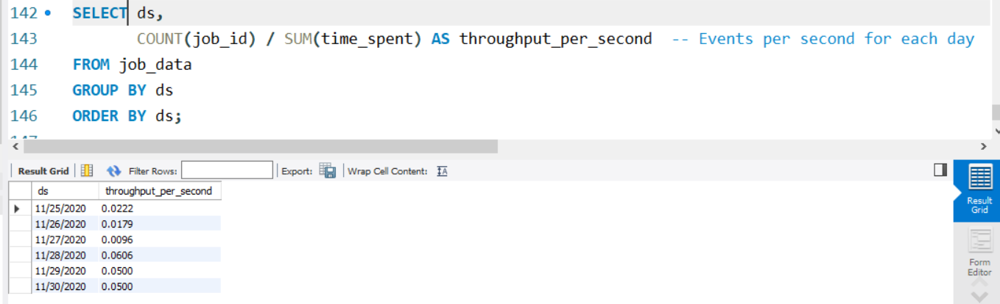 142 SELECT ds,
143 COUNT(job_id) / SUM(time_spent) AS throughput_per_second -- Events per second for each day
144 FROM job_data
145 GROUP BY ds
146 ORDER BY ds;
Result Grid Filter Rows: Export: Wrap Cell Content:
ds throughput_per_second
11/25/2020 0.0222
11/26/2020 0.0179
11/27/2020 0.0096
11/28/2020 0.0606
11/29/2020 0.0500
11/30/2020 0.0500
Result
Grid
Form
Editor